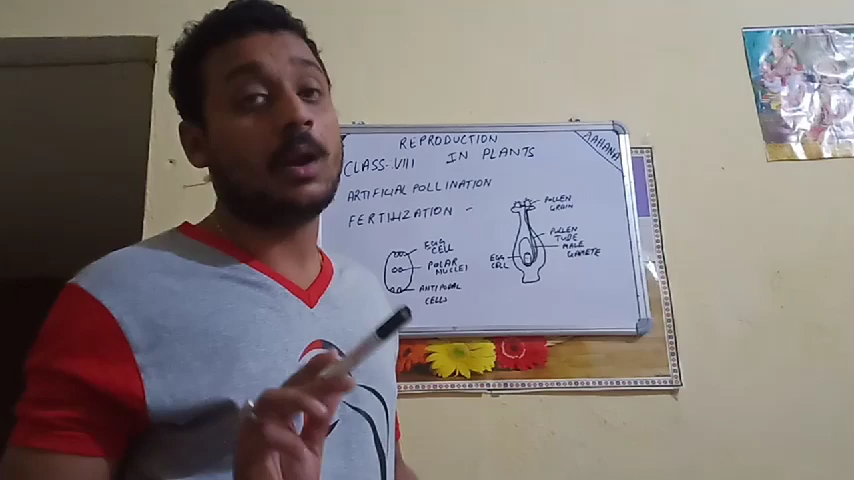 REPRODUCTION
IN PLANTS
CLASS-VIII
AAHANA
ARTIFICIAL POLLINATION
FERTILIZATION -
EGG
CELL
POLAR
NUCLEI
ANTIPODAL
CELLS
POLLEN
GRAIN
POLLEN
TUBE
MALE
GAMETE
EGG
CELL